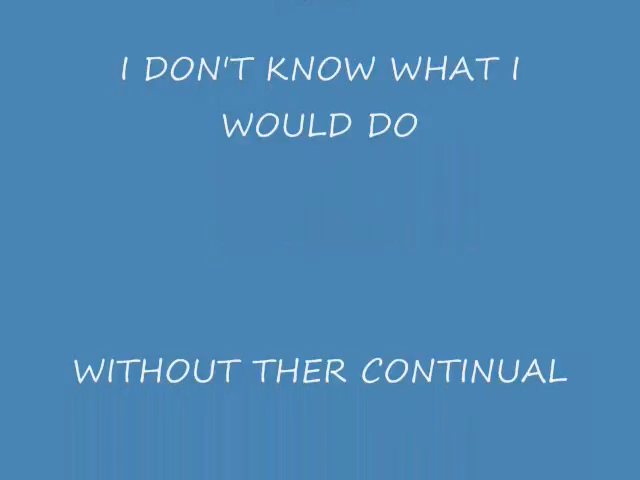 I DON'T KNOW WHAT I
WOULD DO
WITHOUT THER CONTINUAL